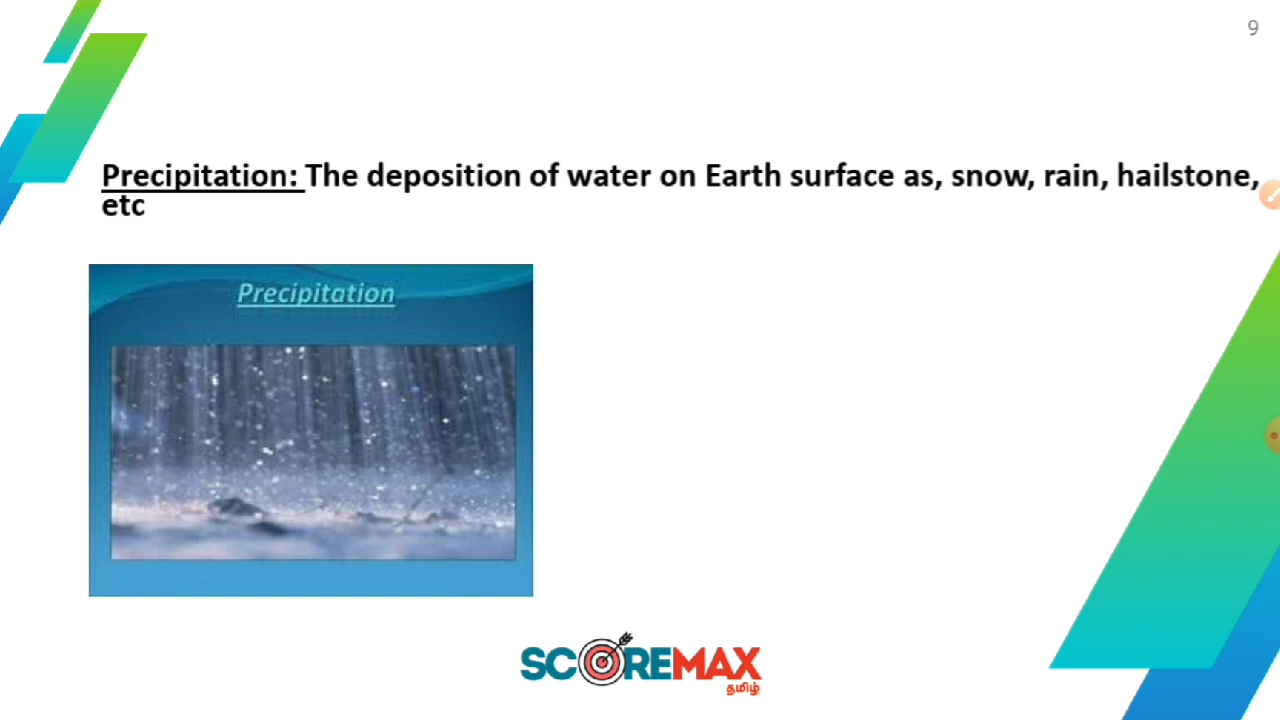 9
Precipitation: The deposition of water on Earth surface as, snow, rain, hailstone,
etc
Precipitation
SCOREMAX
தமிழ்